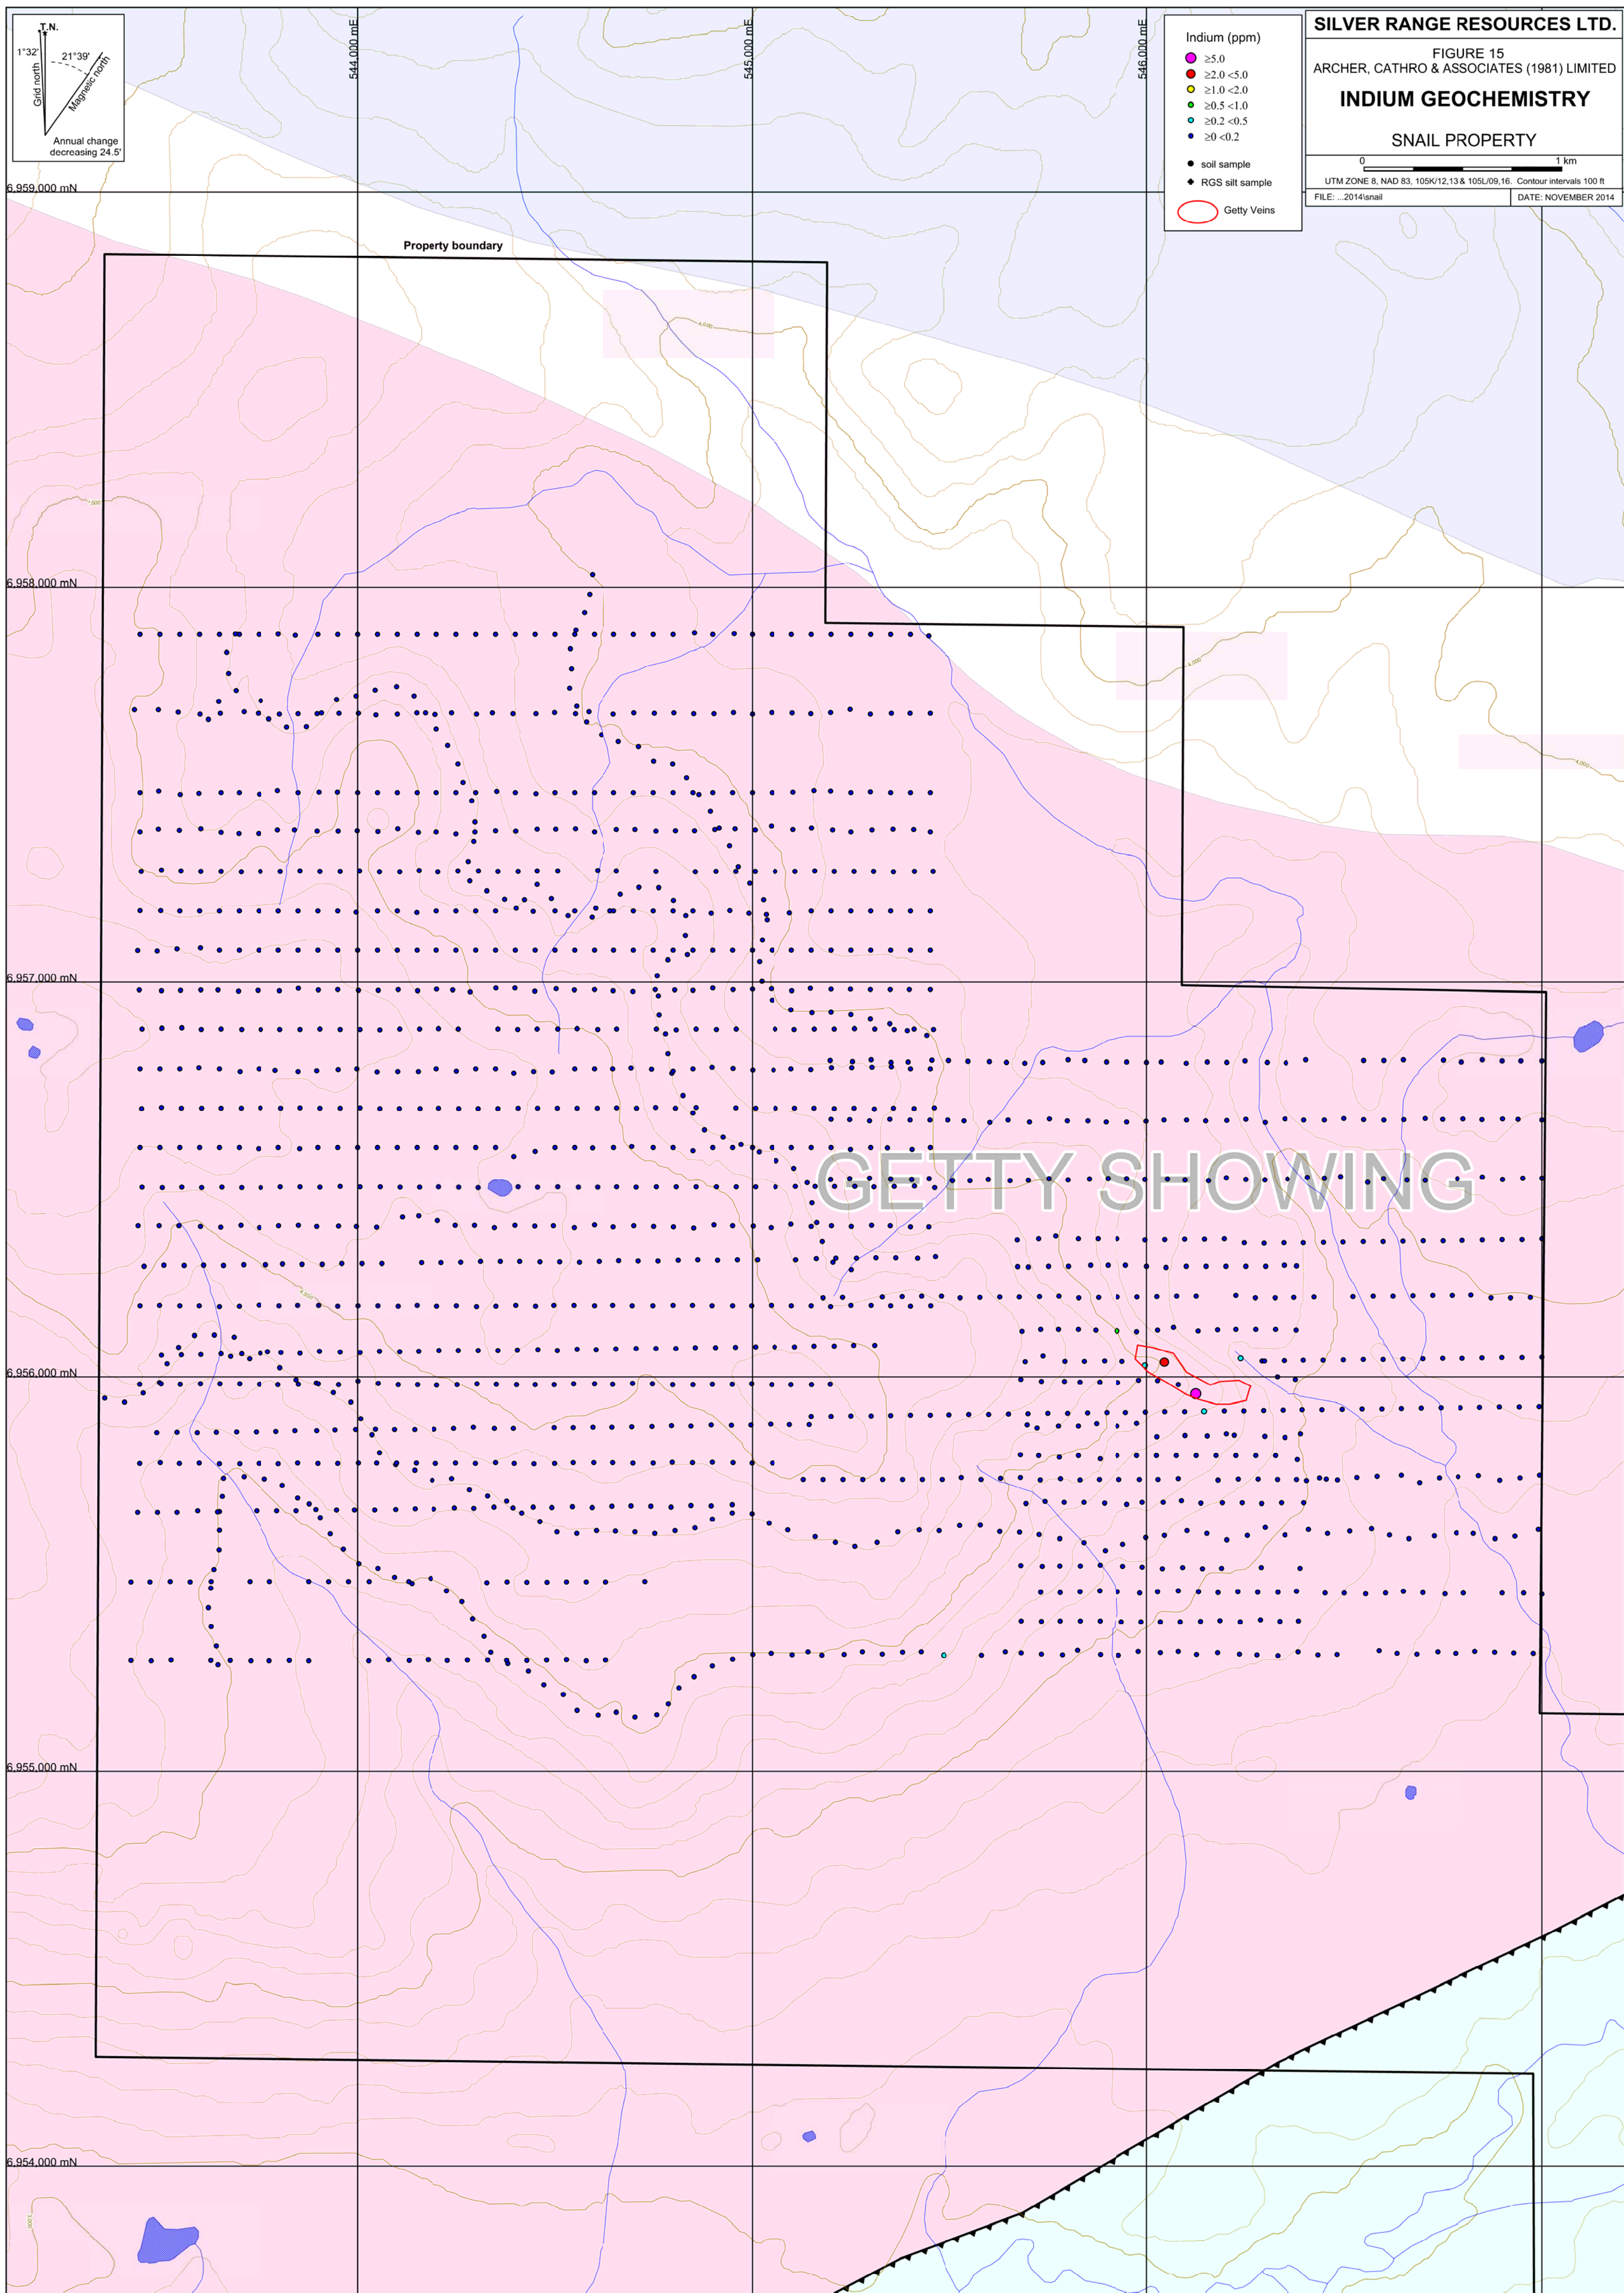 T.N.
1°32'
21°39'
Grid north
Magnetic north
Annual change
decreasing 24.5'
544,000 mE
545,000 mE
546,000 mE
Indium (ppm)
≥5.0
≥2.0 <5.0
≥1.0 <2.0
≥0.5 <1.0
≥0.2 <0.5
≥0 <0.2
soil sample
RGS silt sample
Getty Veins
SILVER RANGE RESOURCES LTD.
FIGURE 15
ARCHER, CATHRO & ASSOCIATES (1981) LIMITED
INDIUM GEOCHEMISTRY
SNAIL PROPERTY
0 1 km
UTM ZONE 8, NAD 83, 105K/12,13 & 105L/09,16. Contour intervals 100 ft
FILE: ...2014\snail
DATE: NOVEMBER 2014
6,959,000 mN
Property boundary
4,000
6,958,000 mN
4,000
4,000
6,957,000 mN
GETTY SHOWING
6,956,000 mN
6,955,000 mN
6,954,000 mN